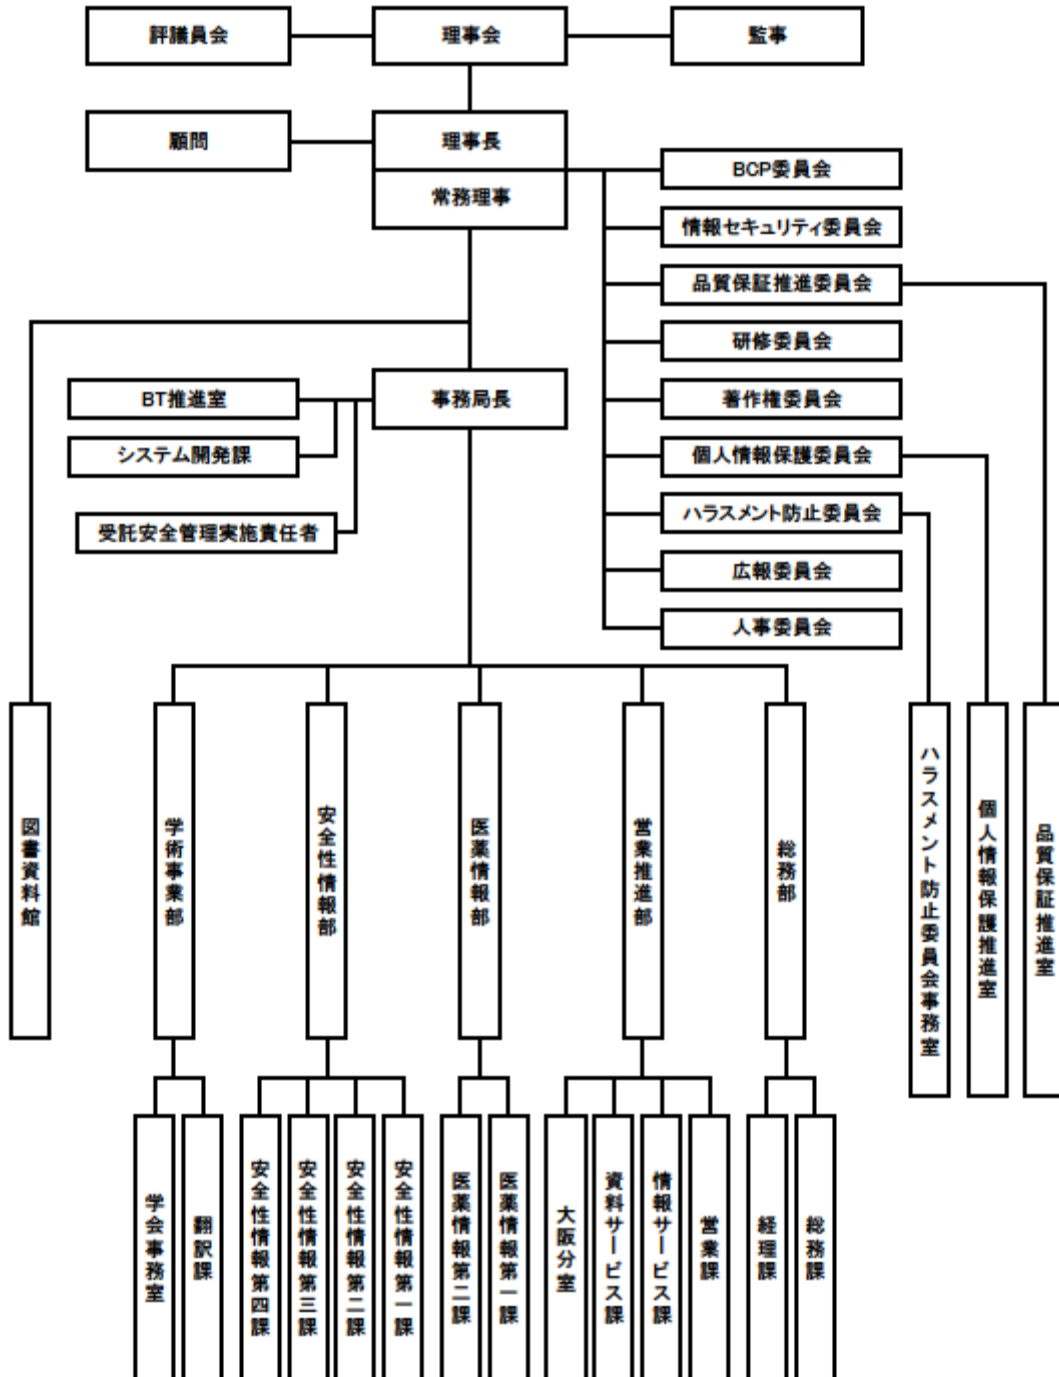 評議員会
理事会
監事
顧問
理事長
常務理事
BCP委員会
情報セキュリティ委員会
品質保証推進委員会
研修委員会
著作権委員会
個人情報保護委員会
ハラスメント防止委員会
広報委員会
人事委員会
事務局長
BT推進室
システム開発課
受託安全管理実施責任者
図書資料館
学術事業部
安全性情報部
医薬情報部
営業推進部
総務部
ハラスメント防止委員会事務室
個人情報保護推進室
品質保証推進室
学会事務室
翻訳課
安全性情報第四課
安全性情報第三課
安全性情報第二課
安全性情報第一課
医薬情報第二課
医薬情報第一課
大阪分室
資料サービス課
情報サービス課
営業課
経理課
総務課